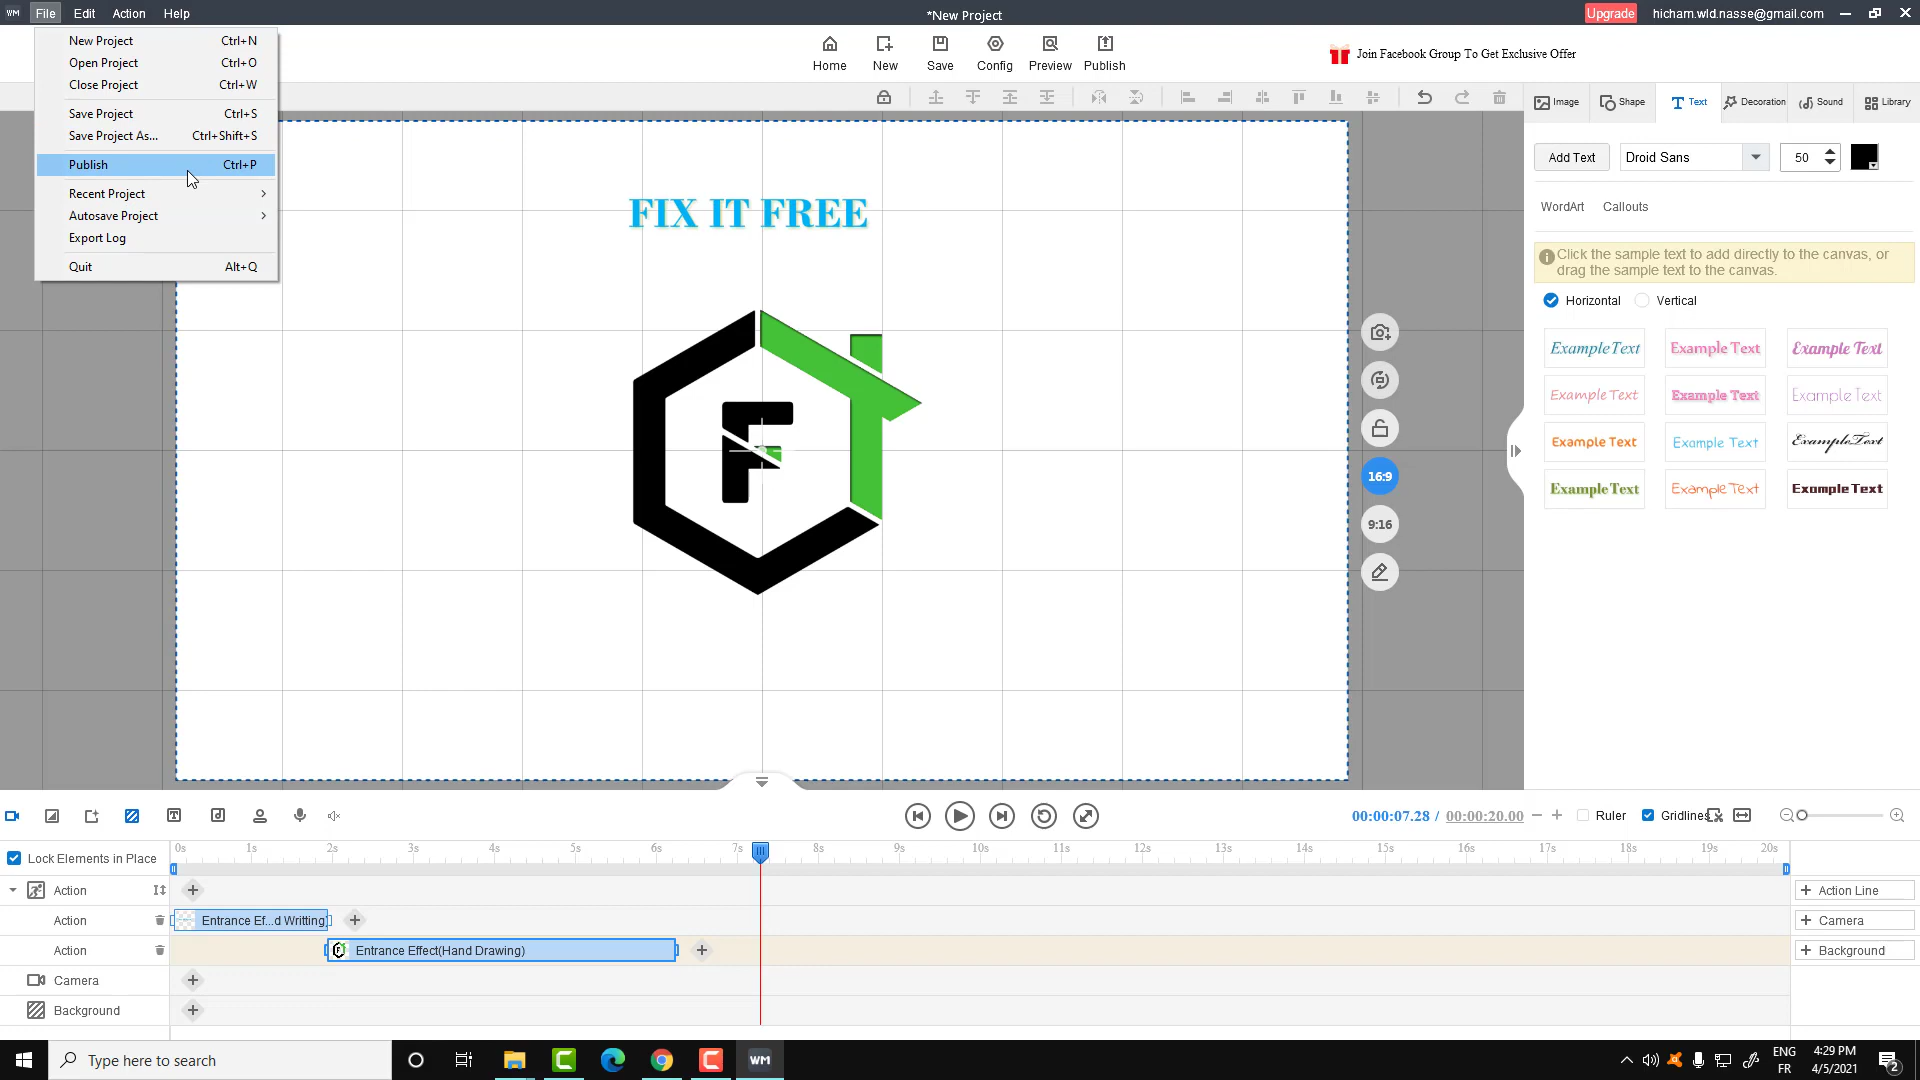 WM File Edit Action Help *New Project Upgrade hicham.wld.nasse@gmail.com
New Project Ctrl+N
Open Project Ctrl+O
Close Project Ctrl+W
Save Project Ctrl+S
Save Project As... Ctrl+Shift+S
Publish Ctrl+P
Recent Project
Autosave Project
Export Log
Quit Alt+Q
Home New Save Config Preview Publish
Join Facebook Group To Get Exclusive Offer
Image Shape Text Decoration Sound Library
Add Text Droid Sans 50
WordArt Callouts
Click the sample text to add directly to the canvas, or
drag the sample text to the canvas.
Horizontal Vertical
Example Text Example Text Example Text
Example Text Example Text Example Text
Example Text Example Text Example Text
Example Text Example Text Example Text
FIX IT FREE
F
16:9
9:16
00:00:07.28 / 00:00:20.00 Ruler Gridlines
Lock Elements in Place 0s 1s 2s 3s 4s 5s 6s 7s 8s 9s 10s 11s 12s 13s 14s 15s 16s 17s 18s 19s 20s
Action Action Line
Action Entrance Ef...d Writting) Camera
Action Entrance Effect(Hand Drawing) Background
Camera
Background
Type here to search WM ENG 4:29 PM
FR 4/5/2021 2